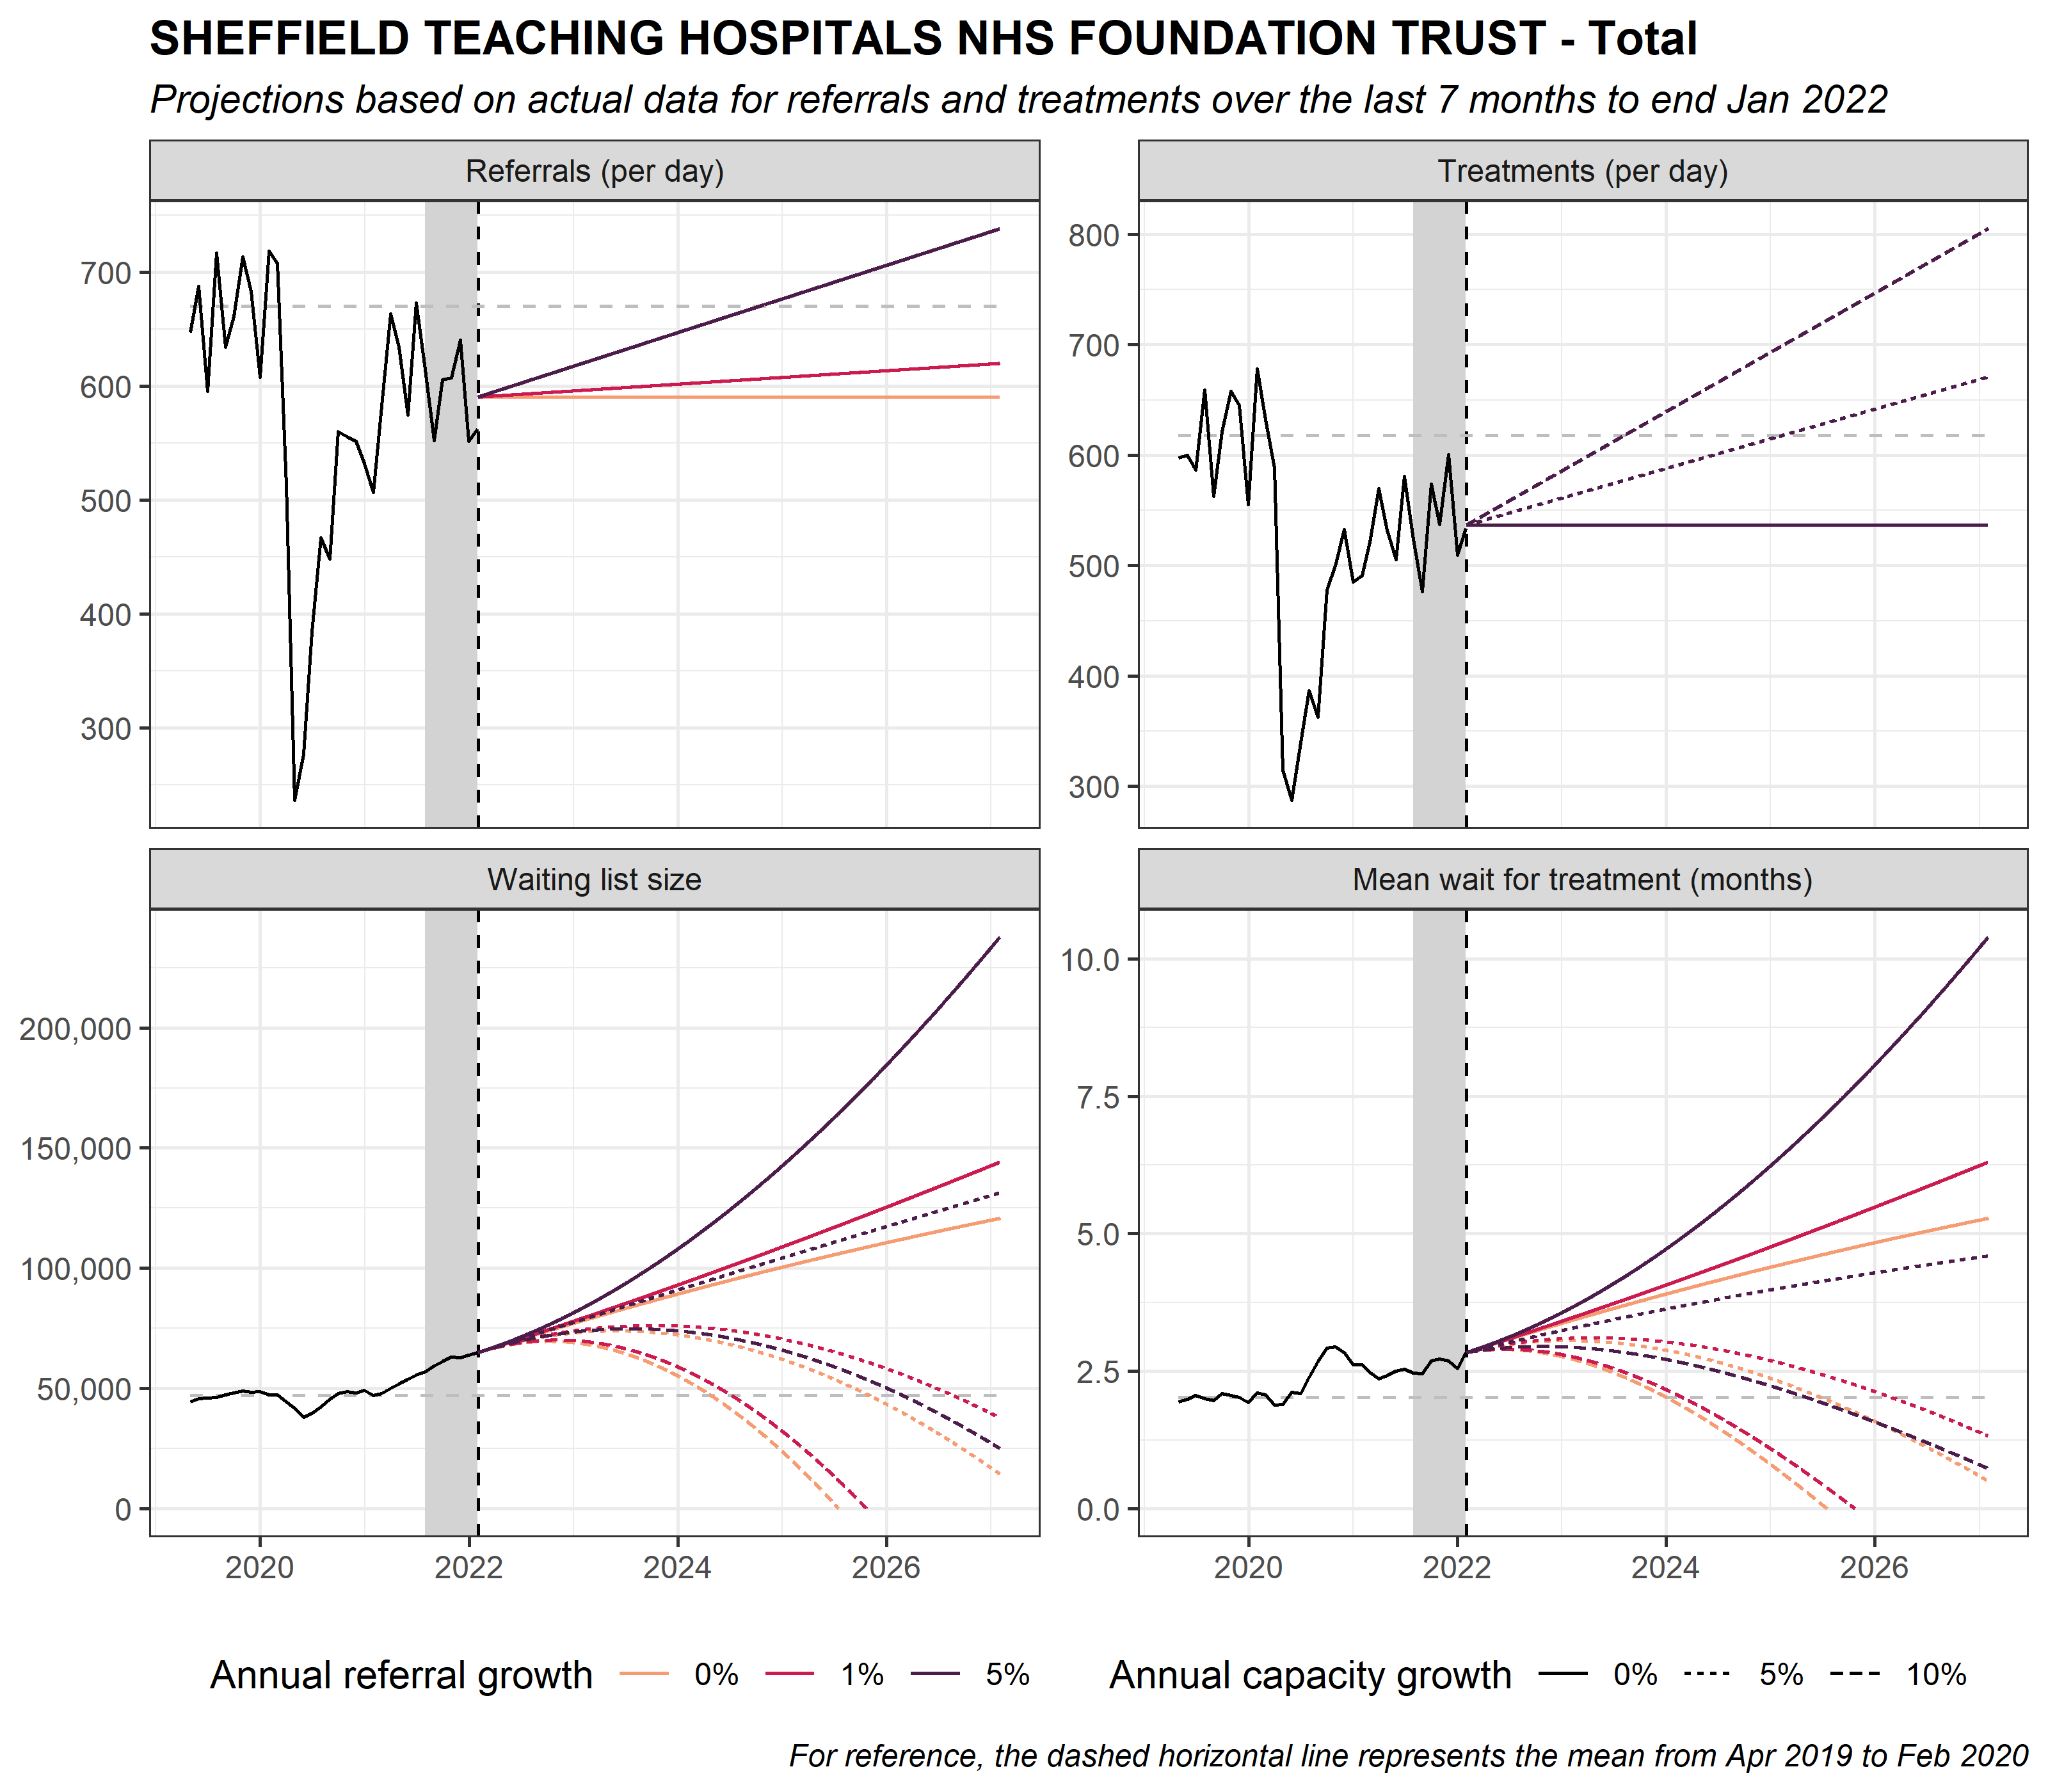 SHEFFIELD TEACHING HOSPITALS NHS FOUNDATION TRUST - Total
Projections based on actual data for referrals and treatments over the last 7 months to end Jan 2022
Referrals (per day)
700
600
500
400
300
Treatments (per day)
800
700
600
500
400
300
Waiting list size
200,000
150,000
100,000
50,000
0
2020 2022 2024 2026
Mean wait for treatment (months)
10.0
7.5
5.0
2.5
0.0
2020 2022 2024 2026
Annual referral growth 0% 1% 5%
Annual capacity growth 0% 5% 10%
For reference, the dashed horizontal line represents the mean from Apr 2019 to Feb 2020